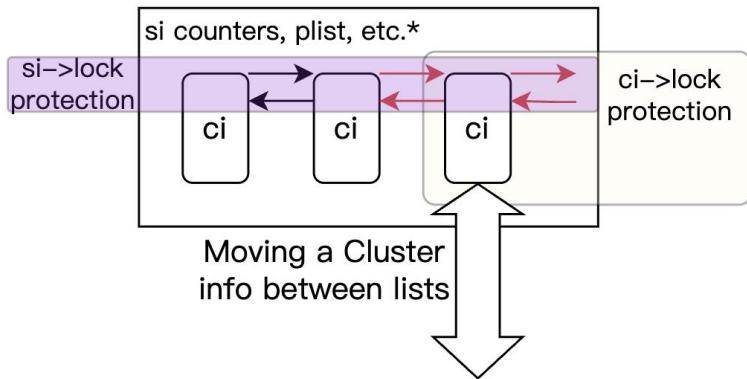 si counters, plist, etc.*
si->lock
protection
ci
ci
ci
ci->lock
protection
Moving a Cluster
info between lists